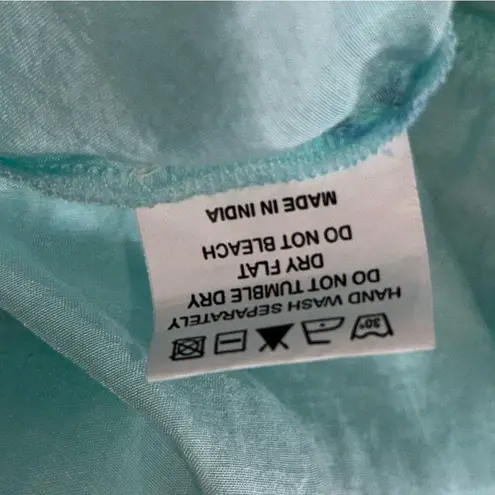 30°
HAND WASH SEPARATELY
DO NOT TUMBLE DRY
DRY FLAT
DO NOT BLEACH
MADE IN INDIA